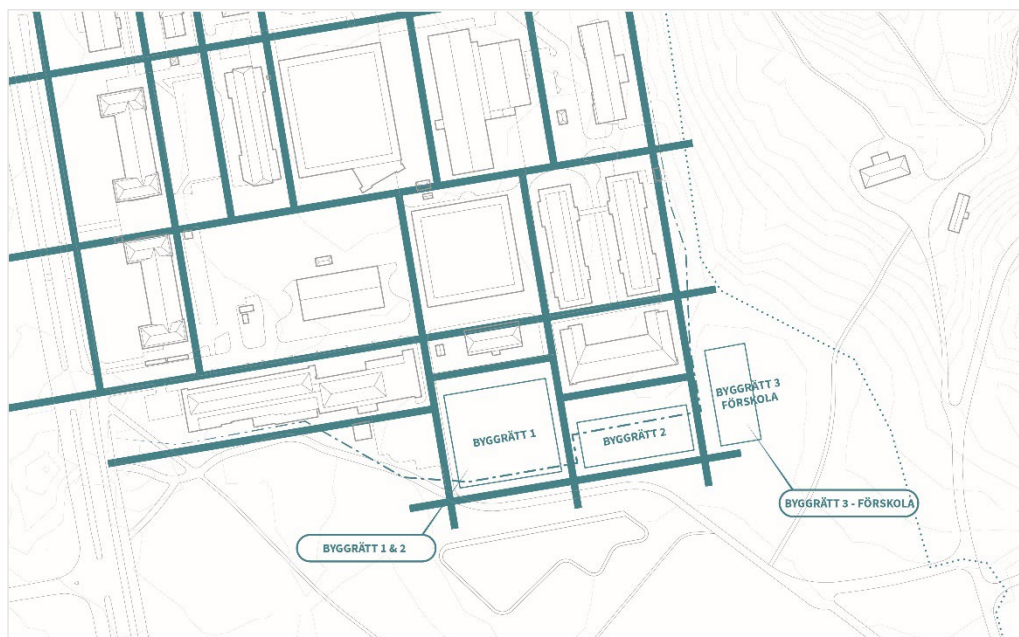 BYGGRÄTT 3
FÖRSKOLA
BYGGRÄTT 1
BYGGRÄTT 2
BYGGRÄTT 3 - FÖRSKOLA
BYGGRÄTT 1 & 2